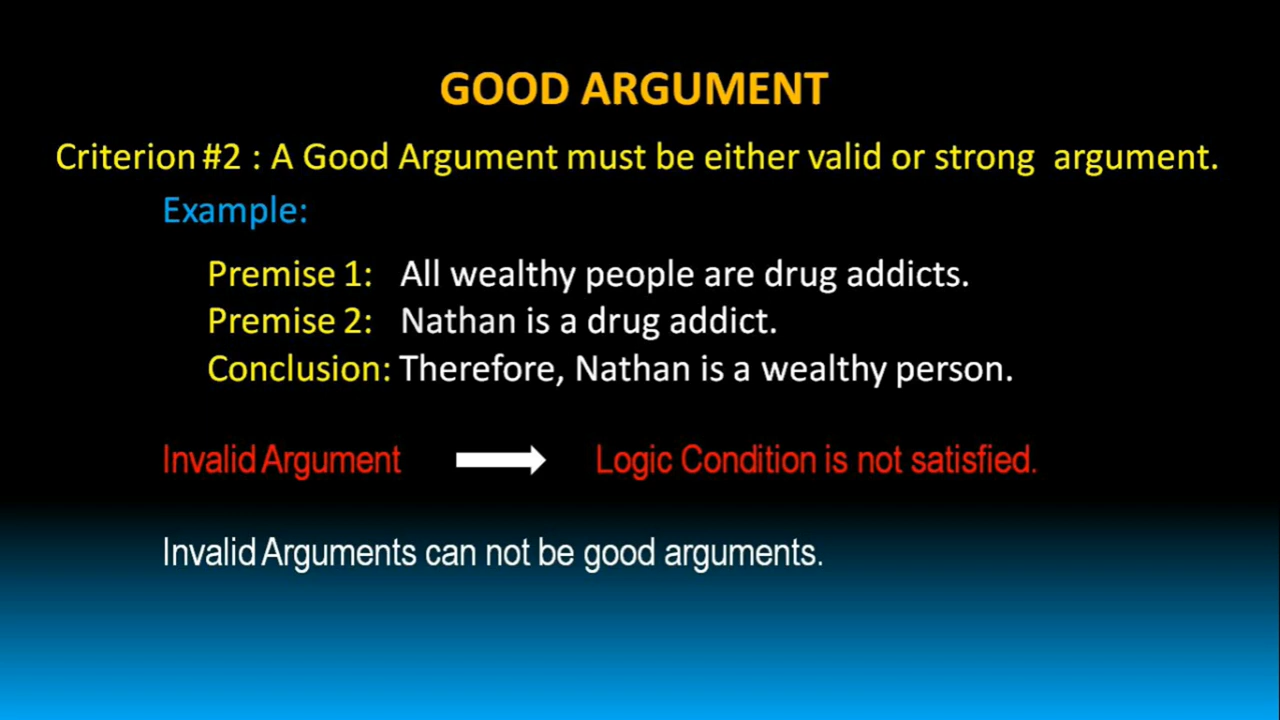 GOOD ARGUMENT
Criterion #2 : A Good Argument must be either valid or strong argument.
Example:
Premise 1: All wealthy people are drug addicts.
Premise 2: Nathan is a drug addict.
Conclusion: Therefore, Nathan is a wealthy person.
Invalid Argument Logic Condition is not satisfied.
Invalid Arguments can not be good arguments.